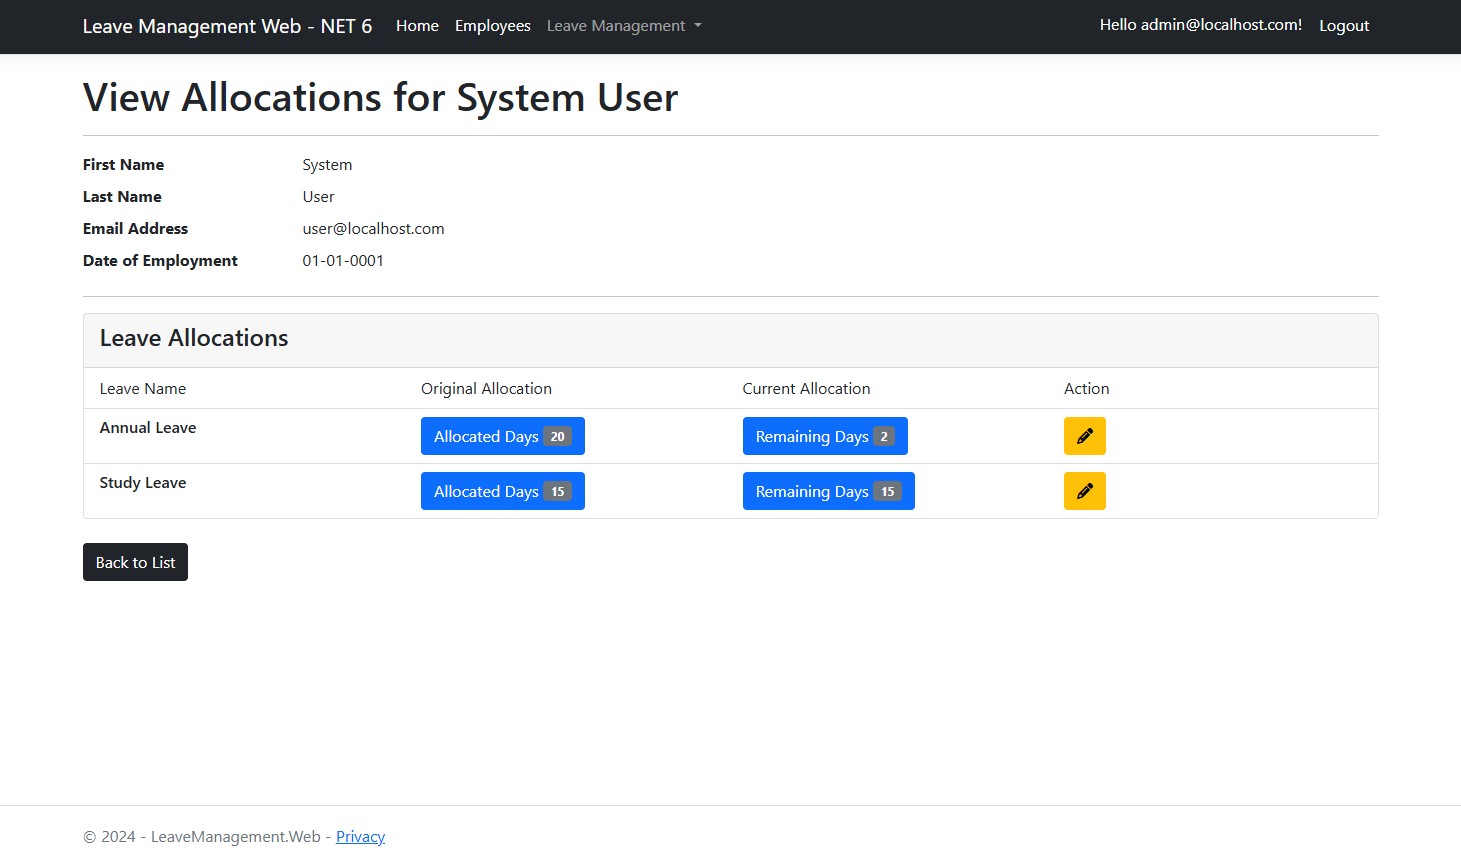 Leave Management Web - NET 6 Home Employees Leave Management Hello admin@localhost.com! Logout
View Allocations for System User
First Name System
Last Name User
Email Address user@localhost.com
Date of Employment 01-01-0001
Leave Allocations
Leave Name Original Allocation Current Allocation Action
Annual Leave Allocated Days 20 Remaining Days 2
Study Leave Allocated Days 15 Remaining Days 15
Back to List
© 2024 - LeaveManagement.Web - Privacy